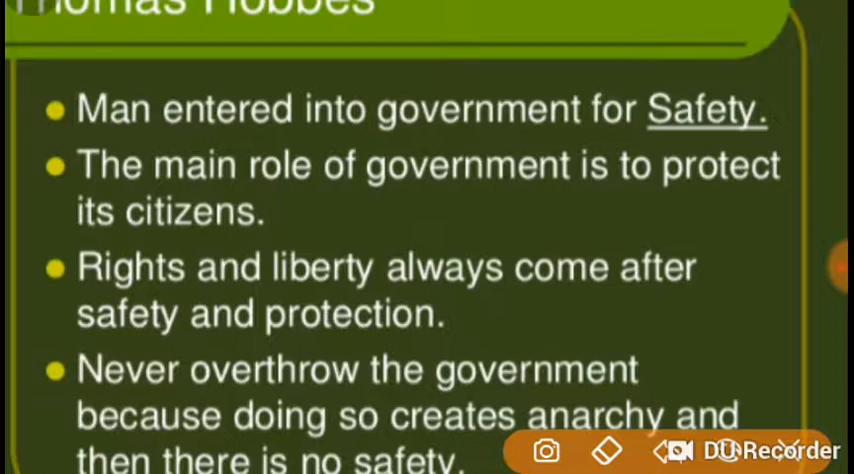 Thomas Hobbes
Man entered into government for Safety.
The main role of government is to protect
its citizens.
Rights and liberty always come after
safety and protection.
Never overthrow the government
because doing so creates anarchy and
then there is no safety.
DU Recorder